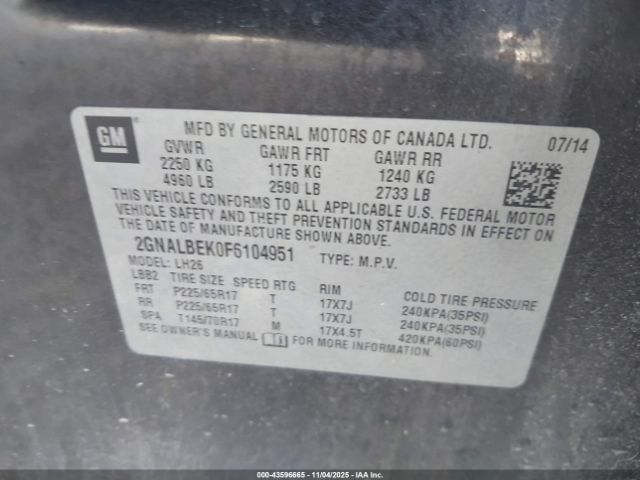 GM
MFD BY GENERAL MOTORS OF CANADA LTD. 07/14
GVWR GAWR FRT GAWR RR
2250 KG 1175 KG 1240 KG
4960 LB 2590 LB 2733 LB
THIS VEHICLE CONFORMS TO ALL APPLICABLE U.S. FEDERAL MOTOR
VEHICLE SAFETY AND THEFT PREVENTION STANDARDS IN EFFECT ON
THE DATE OF MANUFACTURE SHOWN ABOVE.
2GNALBEK0F6104951 TYPE: M.P.V.
MODEL: LH26
LBB2 TIRE SIZE SPEED RTG RIM COLD TIRE PRESSURE
FRT P225/65R17 T 17X7J 240KPA(35PSI)
RR P225/65R17 T 17X7J 240KPA(35PSI)
SPA T145/70R17 M 17X4.5T 420KPA(60PSI)
SEE OWNER'S MANUAL FOR MORE INFORMATION.
000-43596665 - 11/04/2025 - IAA Inc.